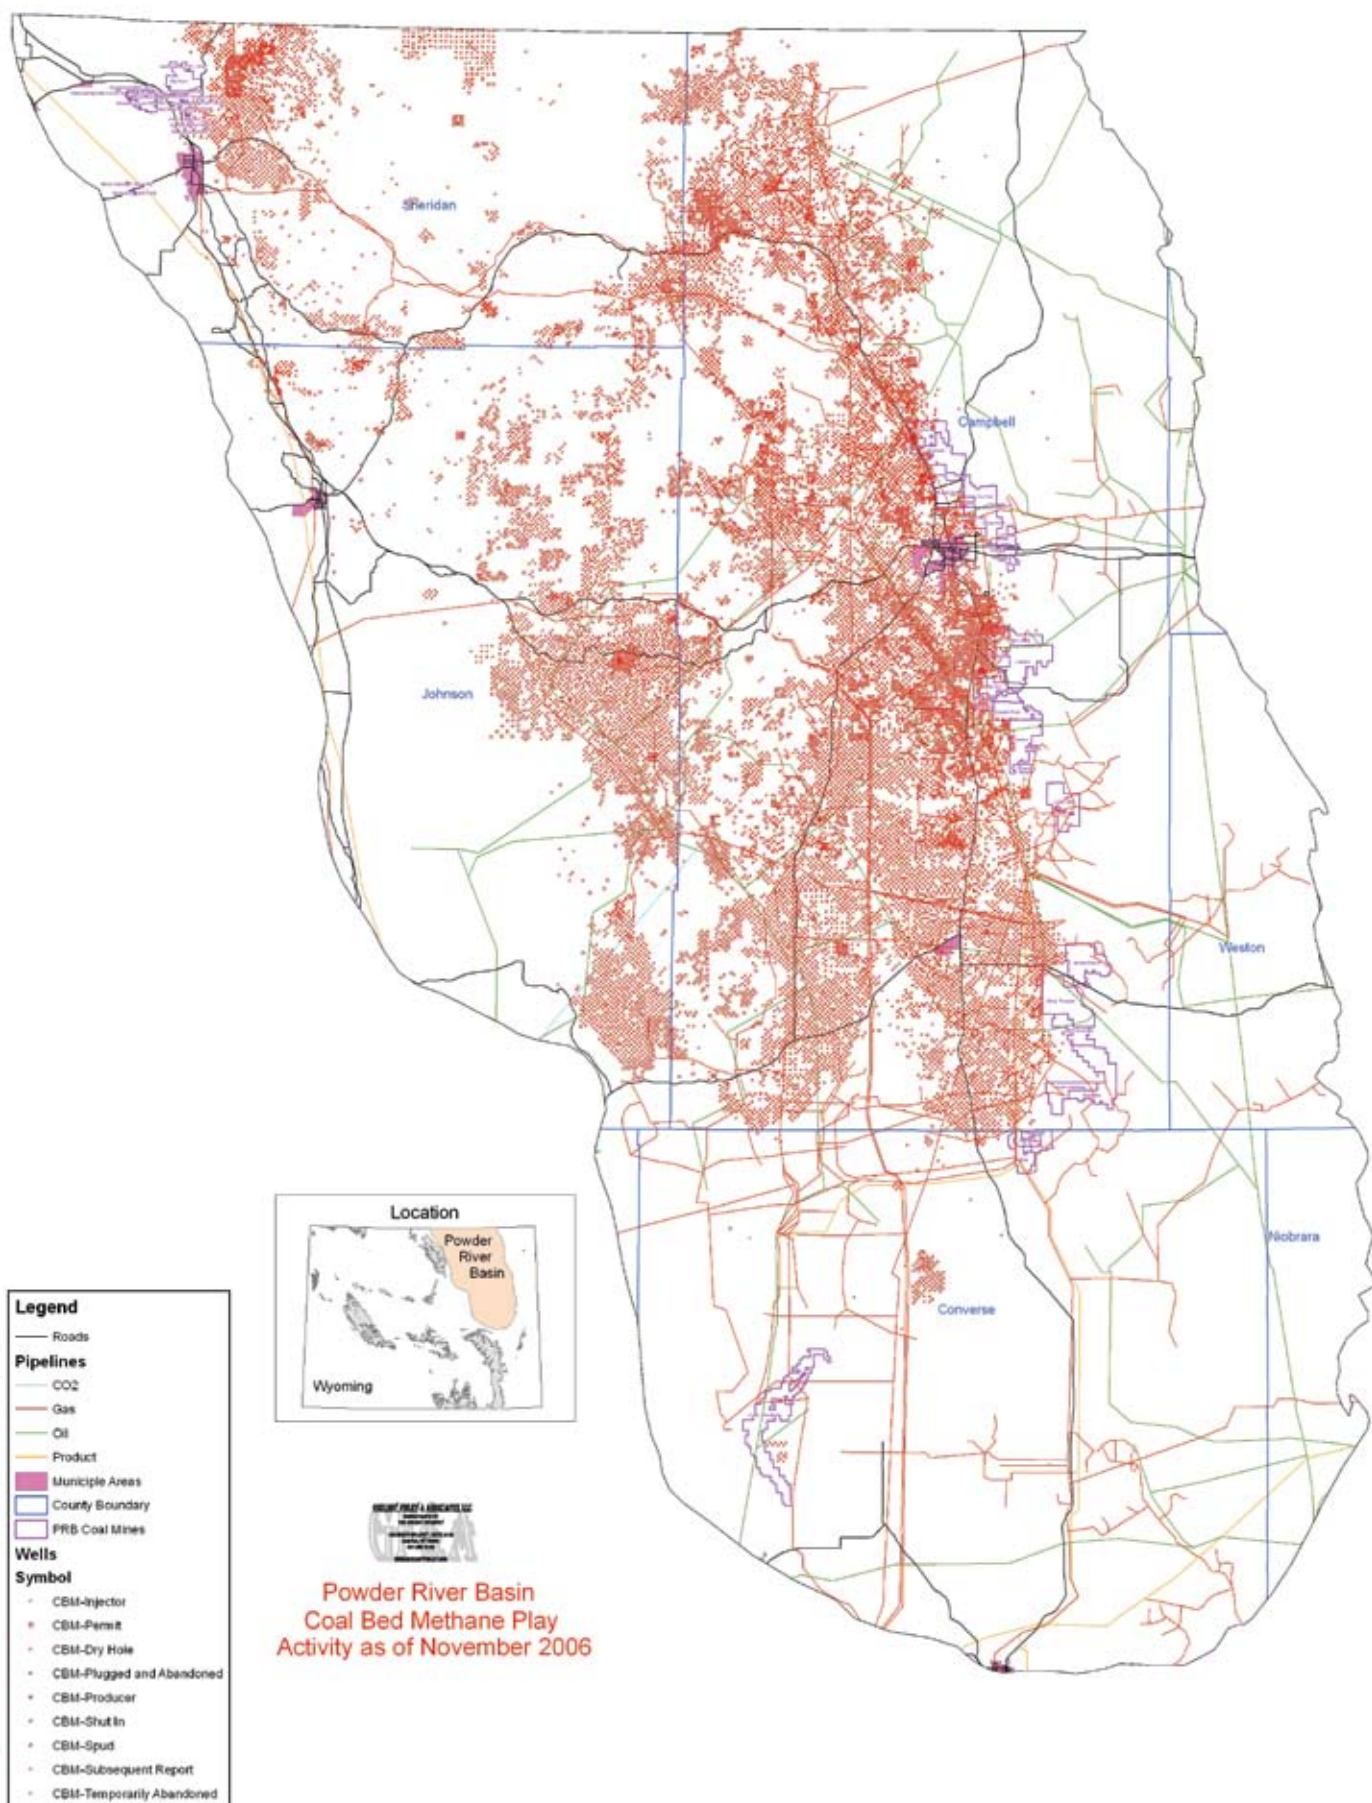 Sheridan
Campbell
Johnson
Weston
Niobrara
Converse
Location
Powder
River
Basin
Wyoming
Legend
Roads
Pipelines
CO2
Gas
Oil
Product
Municiple Areas
County Boundary
PRB Coal Mines
Wells
Symbol
CBM-Injector
CBM-Permit
CBM-Dry Hole
CBM-Plugged and Abandoned
CBM-Producer
CBM-Shut In
CBM-Spud
CBM-Subsequent Report
CBM-Temporarily Abandoned
Powder River Basin
Coal Bed Methane Play
Activity as of November 2006